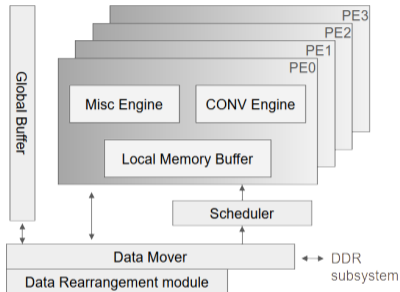 PE3
PE2
PE1
PE0
Global Buffer
Misc Engine
CONV Engine
Local Memory Buffer
Scheduler
Data Mover
DDR
subsystem
Data Rearrangement module